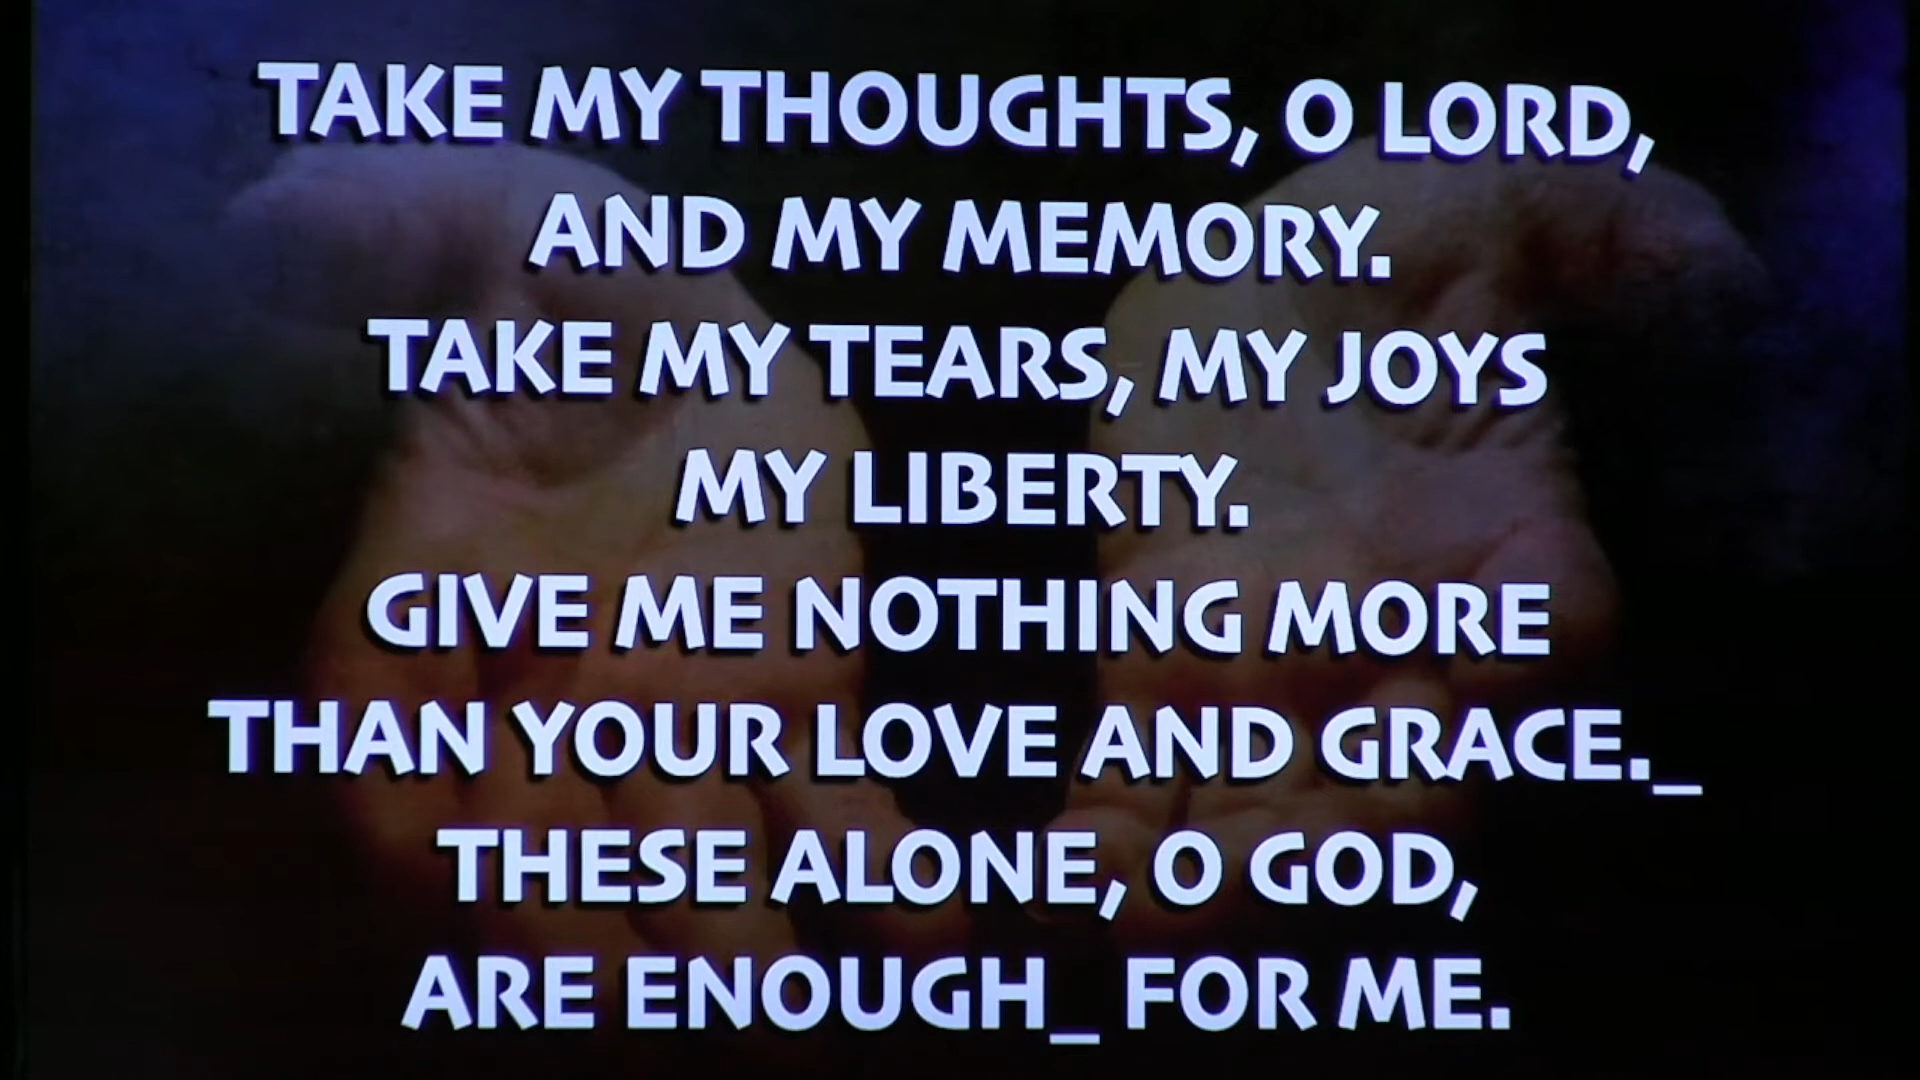 TAKE MY THOUGHTS, O LORD,
AND MY MEMORY.
TAKE MY TEARS, MY JOYS
MY LIBERTY.
GIVE ME NOTHING MORE
THAN YOUR LOVE AND GRACE._
THESE ALONE, O GOD,
ARE ENOUGH_ FOR ME.